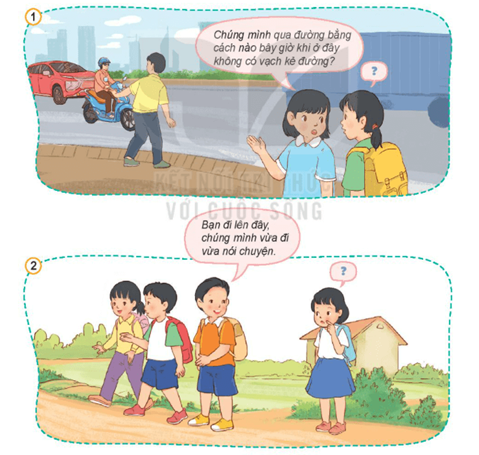 1
Chúng mình qua đường bằng
cách nào bây giờ khi ở đây
không có vạch kẻ đường?
?
KẾT NỐI TRI THỨC
VỚI CUỘC SỐNG
Bạn đi lên đây,
chúng mình vừa đi
vừa nói chuyện.
2
?